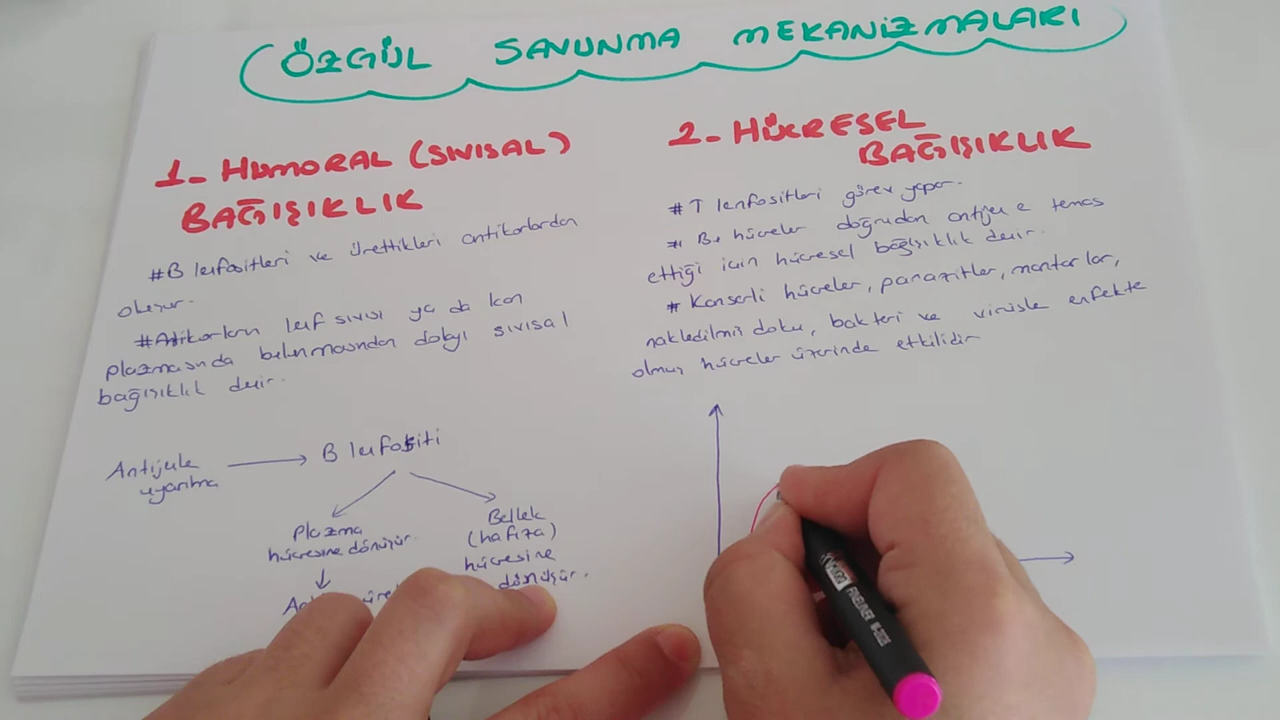 ÖZGÜL SAVUNMA MEKANİZMALARI
1- HUMORAL (SIVISAL)
BAĞIŞIKLIK
#B lenfositleri ve ürettikleri antikorlardan
oluşur.
#Antikorların lenf sıvısı ya da kan
plazmasında bulunmasından dolayı sıvısal
bağışıklık denir.
Antijenle
uyarılma
B lenfositi
Plazma
hücresine dönüşür.
Bellek
(hafıza)
hücresine
dönüşür.
2- HÜCRESEL
BAĞIŞIKLIK
#T lenfositleri görev yapar.
# Bu hücreler doğrudan antijene temas
ettiği için hücresel bağışıklık denir.
# Kanserli hücreler, parazitler, mantarlar,
nakledilmiş doku, bakteri ve virüsle enfekte
olmuş hücreler üzerinde etkilidir
FINELINER